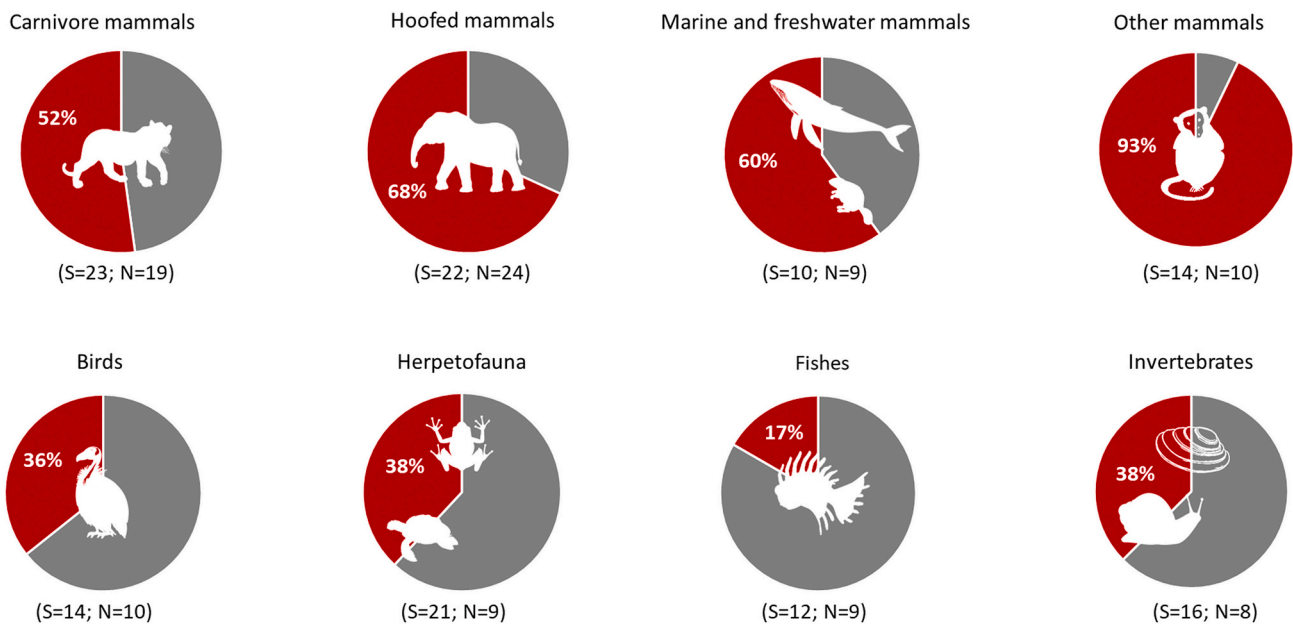 Carnivore mammals
Hoofed mammals
Marine and freshwater mammals
Other mammals
52%
68%
60%
93%
(S=23; N=19)
(S=22; N=24)
(S=10; N=9)
(S=14; N=10)
Birds
Herpetofauna
Fishes
Invertebrates
36%
38%
17%
38%
(S=14; N=10)
(S=21; N=9)
(S=12; N=9)
(S=16; N=8)